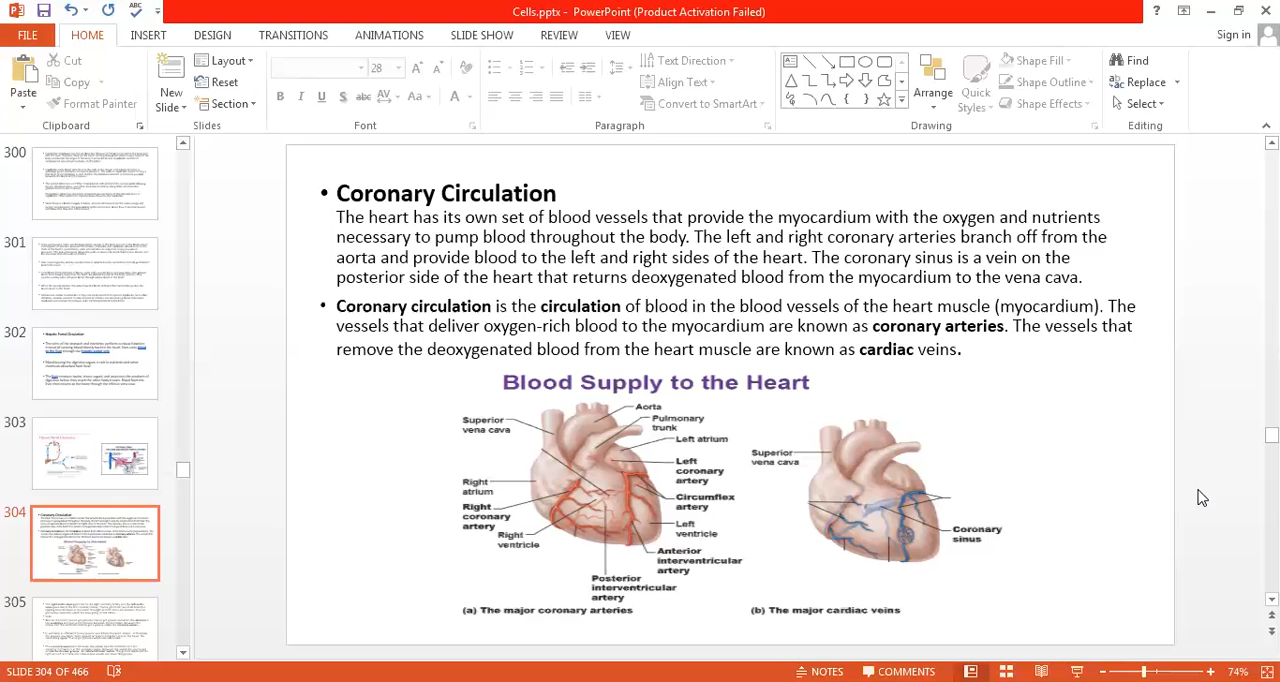 Cells.pptx - PowerPoint (Product Activation Failed)
ABC
?
FILE HOME INSERT DESIGN TRANSITIONS ANIMATIONS SLIDE SHOW REVIEW VIEW Sign in
Paste
Cut
Copy
Format Painter
Clipboard
New
Slide
Layout
Reset
Section
Slides
28
B I U S abc AV Aa A
Font
Text Direction
Align Text
Convert to SmartArt
Paragraph
Arrange
Quick
Styles
Shape Fill
Shape Outline
Shape Effects
Drawing
Find
Replace
Select
Editing
300
301
302
303
304
305
• Coronary Circulation
The heart has its own set of blood vessels that provide the myocardium with the oxygen and nutrients
necessary to pump blood throughout the body. The left and right coronary arteries branch off from the
aorta and provide blood to the left and right sides of the heart. The coronary sinus is a vein on the
posterior side of the heart that returns deoxygenated blood from the myocardium to the vena cava.
• Coronary circulation is the circulation of blood in the blood vessels of the heart muscle (myocardium). The
vessels that deliver oxygen-rich blood to the myocardium are known as coronary arteries. The vessels that
remove the deoxygenated blood from the heart muscle are known as cardiac veins.
Blood Supply to the Heart
Superior
vena cava
Aorta
Pulmonary
trunk
Left atrium
Left
coronary
artery
Right
atrium
Circumflex
artery
Right
coronary
artery
Left
ventricle
Right
ventricle
Anterior
interventricular
artery
Posterior
interventricular
artery
(a) The major coronary arteries
Superior
vena cava
Coronary
sinus
(b) The major cardiac veins
SLIDE 304 OF 466 NOTES COMMENTS 74%